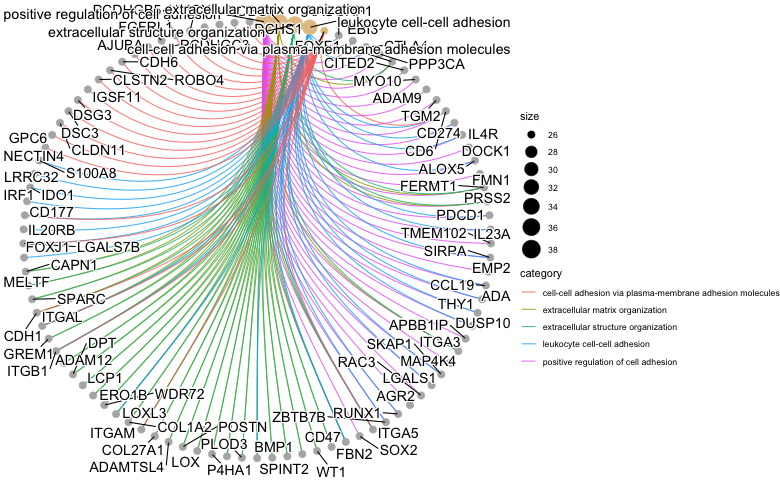 positive regulation of cell adhesion
extracellular matrix organization
leukocyte cell-cell adhesion
extracellular structure organization
DCHS1
EBI3
cell-cell adhesion via plasma-membrane adhesion molecules
AJUBA
CDH6
CITED2
PPP3CA
CLSTN2
ROBO4
MYO10
IGSF11
ADAM9
DSG3
TGM2
DSC3
CD274
IL4R
GPC6
CLDN11
CD6
DOCK1
NECTIN4
S100A8
ALOX5
LRRC32
FERMT1
FMN1
IRF1
IDO1
PRSS2
CD177
PDCD1
IL20RB
TMEM102
IL23A
FOXJ1
LGALS7B
SIRPA
CAPN1
EMP2
MELTF
CCL19
SPARC
THY1
ADA
ITGAL
APBB1IP
DUSP10
CDH1
DPT
SKAP1
ITGA3
GREM1
ADAM12
RAC3
MAP4K4
ITGB1
LCP1
LGALS1
ERO1B
WDR72
AGR2
LOXL3
ZBTB7B
RUNX1
ITGAM
COL1A2
POSTN
CD47
ITGA5
COL27A1
PLOD3
BMP1
FBN2
SOX2
ADAMTSL4
LOX
P4HA1
SPINT2
WT1
size
26
28
30
32
34
36
38
category
cell-cell adhesion via plasma-membrane adhesion molecules
extracellular matrix organization
extracellular structure organization
leukocyte cell-cell adhesion
positive regulation of cell adhesion